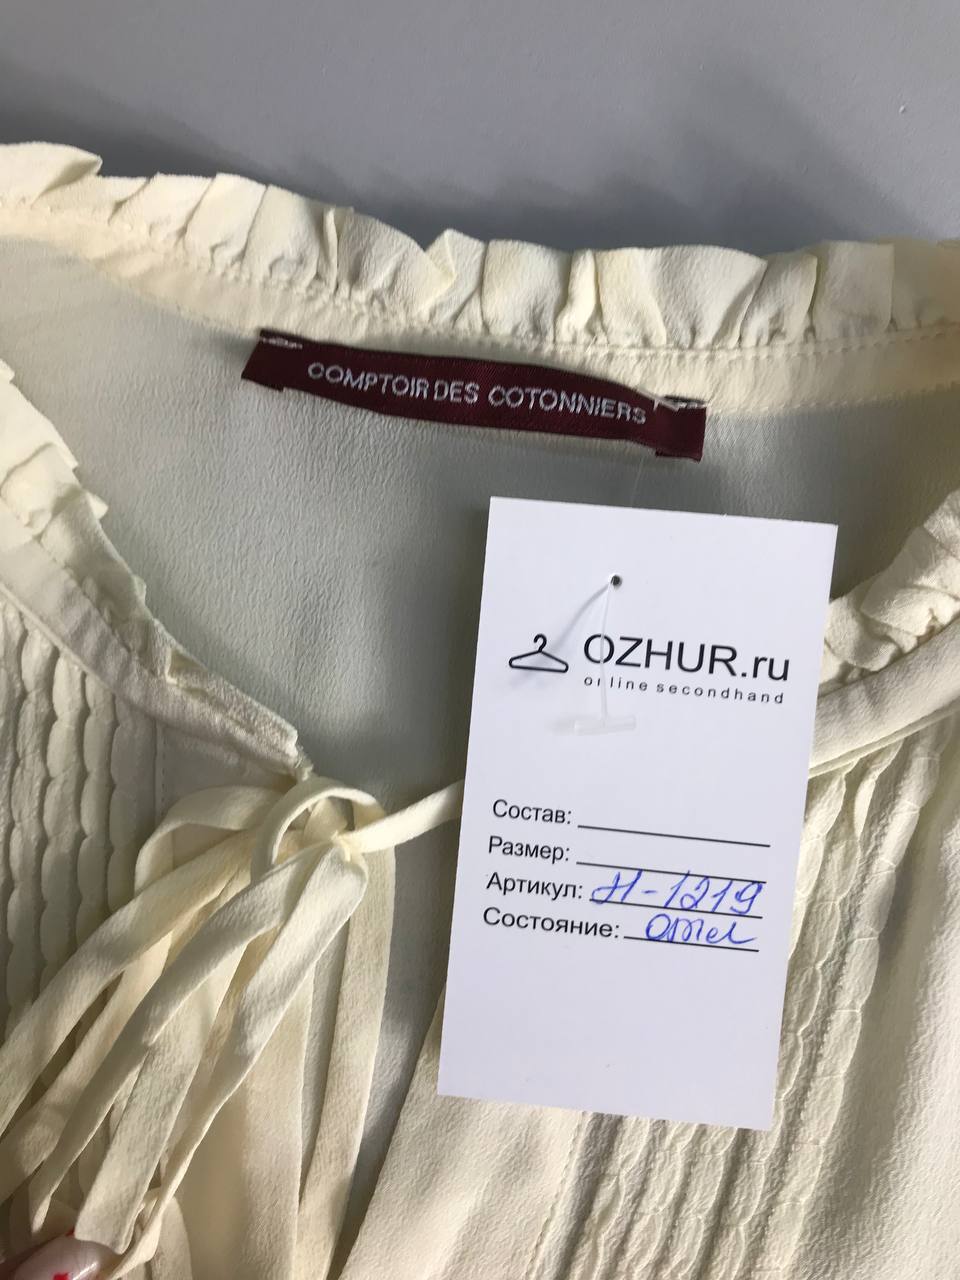 COMPTOIR DES COTONNIERS
OZHUR.ru
online secondhand
Состав:
Размер:
Артикул: Н-1219
Состояние: отл